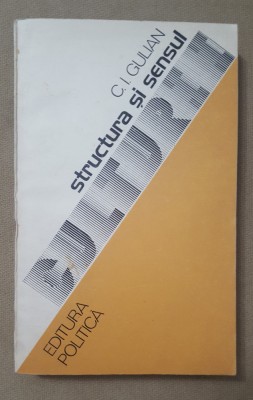 C. I. GULIAN
structura și sensul
CULTURII
EDITURA
POLITICĂ